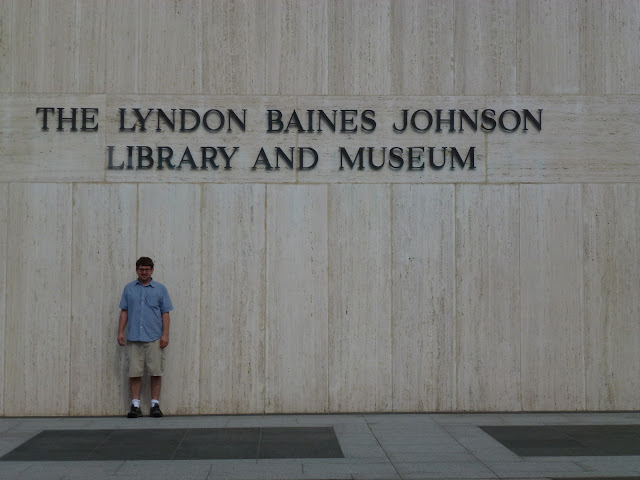 THE LYNDON BAINES JOHNSON
LIBRARY AND MUSEUM